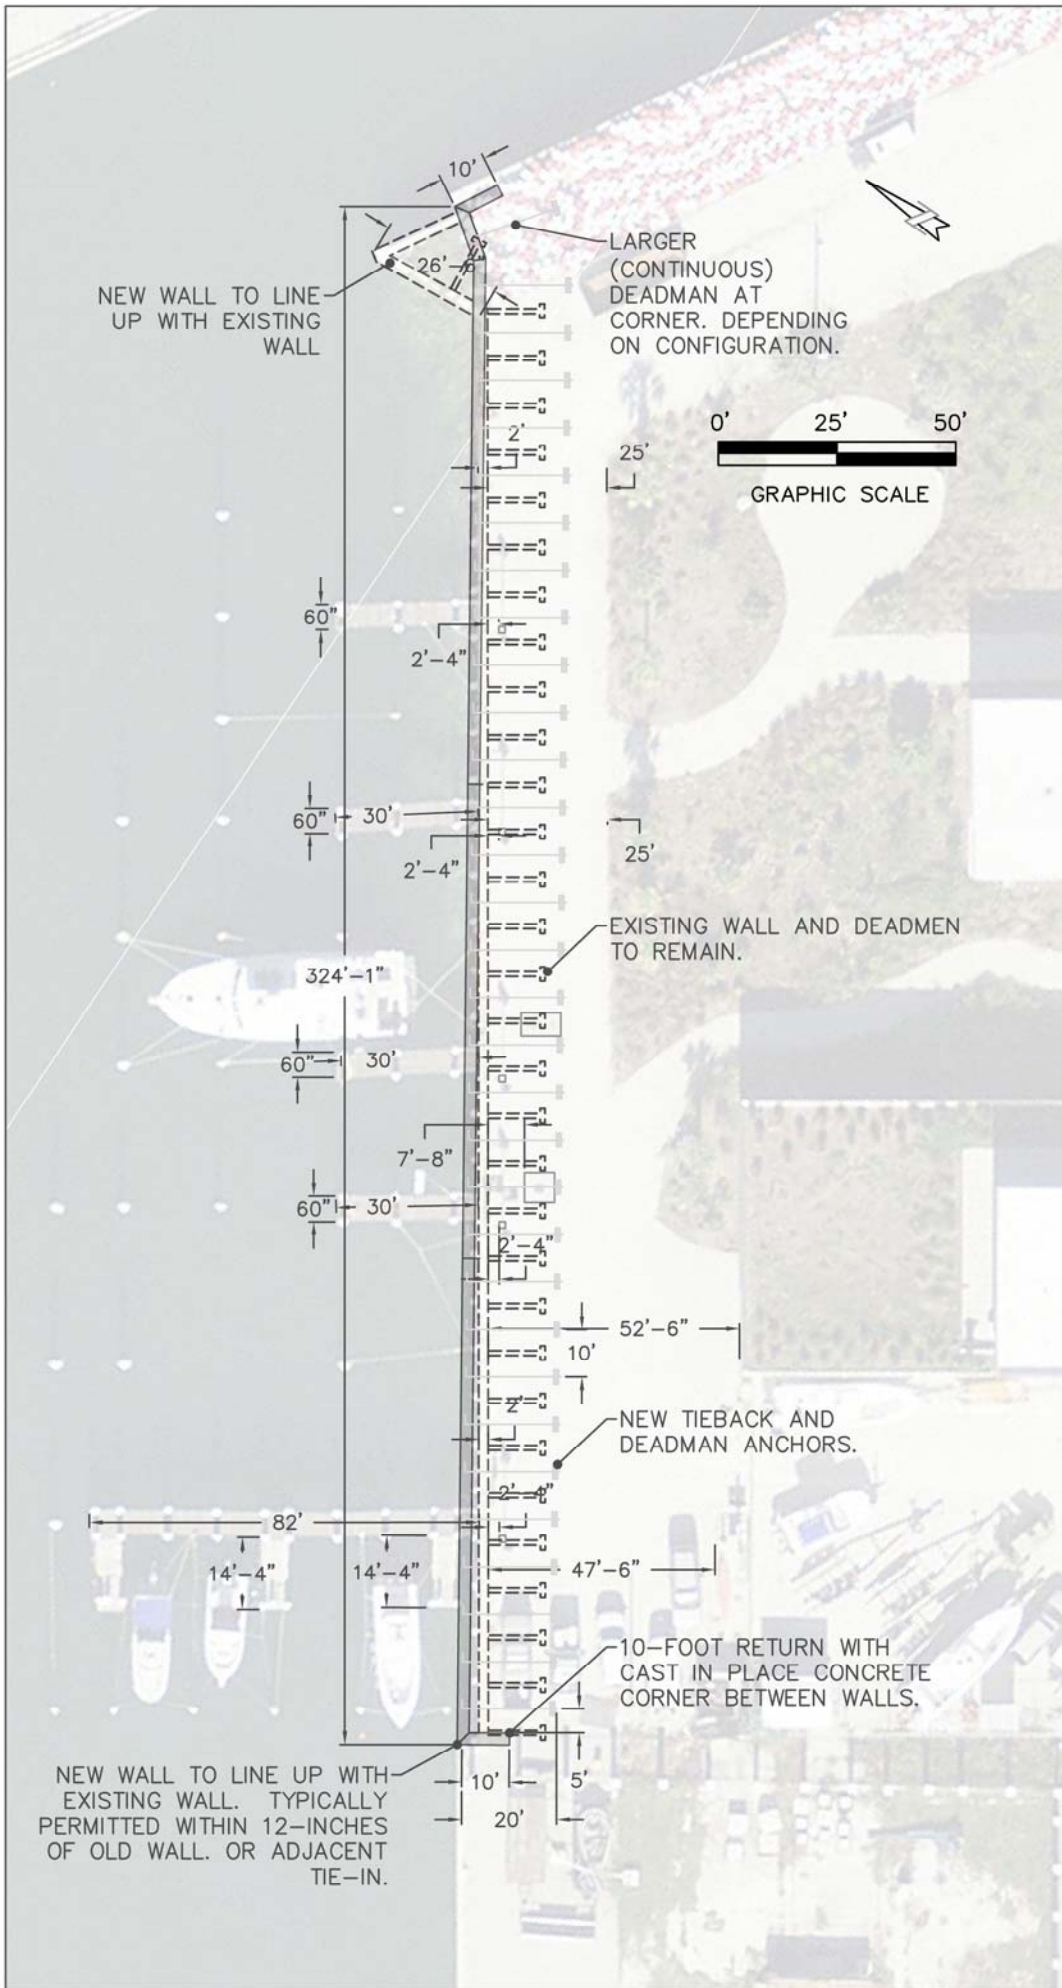 10'
26'-
NEW WALL TO LINE
UP WITH EXISTING
WALL
LARGER
(CONTINUOUS)
DEADMAN AT
CORNER. DEPENDING
ON CONFIGURATION.
0' 25' 50'
GRAPHIC SCALE
2'
25'
60"
2'-4"
60"
30'
2'-4"
25'
EXISTING WALL AND DEADMEN
TO REMAIN.
324'-1"
60"
30'
7'-8"
60"
30'
2'-4"
52'-6"
10'
2'
NEW TIEBACK AND
DEADMAN ANCHORS.
2'-4"
82'
14'-4"
14'-4"
47'-6"
10-FOOT RETURN WITH
CAST IN PLACE CONCRETE
CORNER BETWEEN WALLS.
NEW WALL TO LINE UP WITH
EXISTING WALL. TYPICALLY
PERMITTED WITHIN 12-INCHES
OF OLD WALL. OR ADJACENT
TIE-IN.
10'
5'
20'